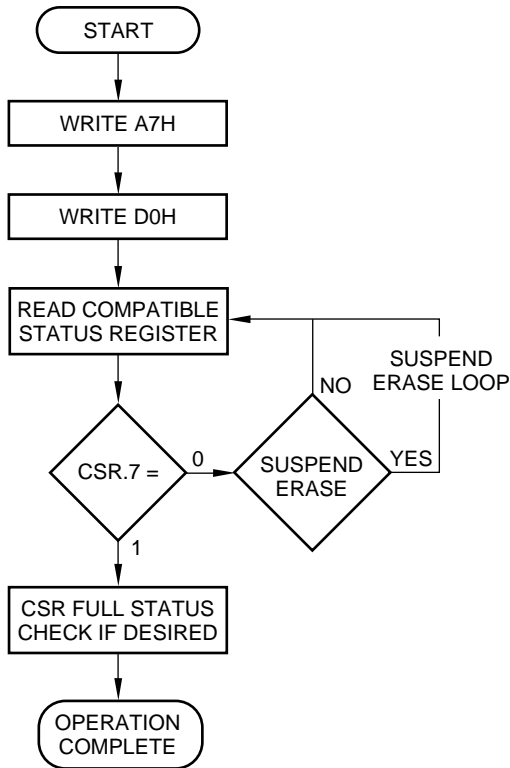 START
WRITE A7H
WRITE D0H
READ COMPATIBLE
STATUS REGISTER
SUSPEND
ERASE LOOP
NO
CSR.7 =
0
SUSPEND
ERASE
YES
1
CSR FULL STATUS
CHECK IF DESIRED
OPERATION
COMPLETE